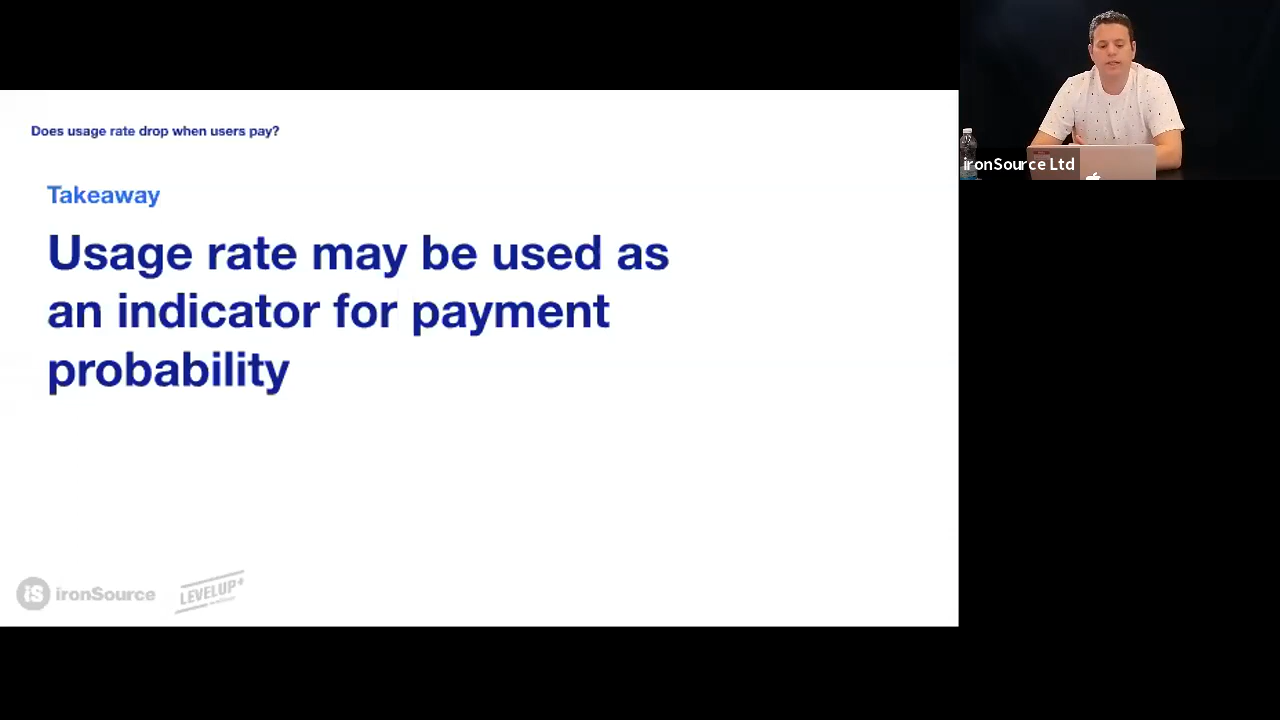 Does usage rate drop when users pay?
Takeaway
Usage rate may be used as
an indicator for payment
probability
iS ironSource
LEVELUP+
ironSource Ltd